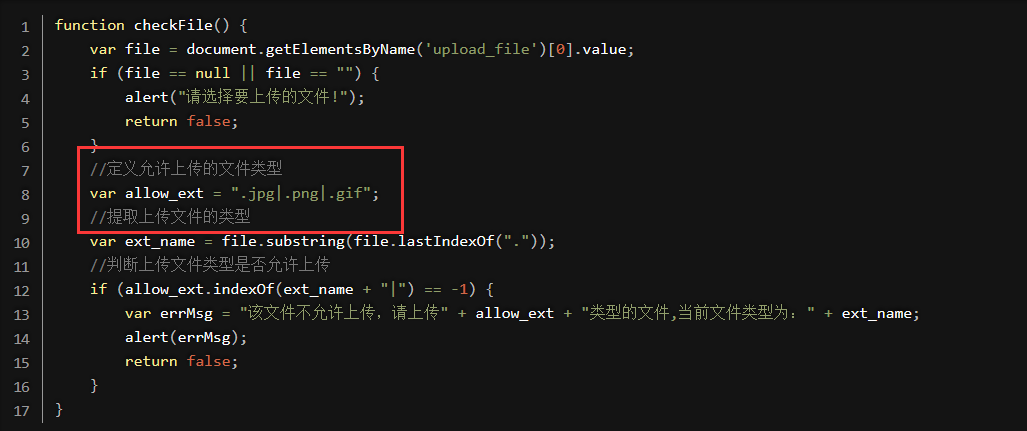 1 function checkFile() {
2 var file = document.getElementsByName('upload_file')[0].value;
3 if (file == null || file == "") {
4 alert("请选择要上传的文件!");
5 return false;
6 }
7 //定义允许上传的文件类型
8 var allow_ext = ".jpg|.png|.gif";
9 //提取上传文件的类型
10 var ext_name = file.substring(file.lastIndexOf("."));
11 //判断上传文件类型是否允许上传
12 if (allow_ext.indexOf(ext_name + "|") == -1) {
13 var errMsg = "该文件不允许上传，请上传" + allow_ext + "类型的文件,当前文件类型为：" + ext_name;
14 alert(errMsg);
15 return false;
16 }
17 }